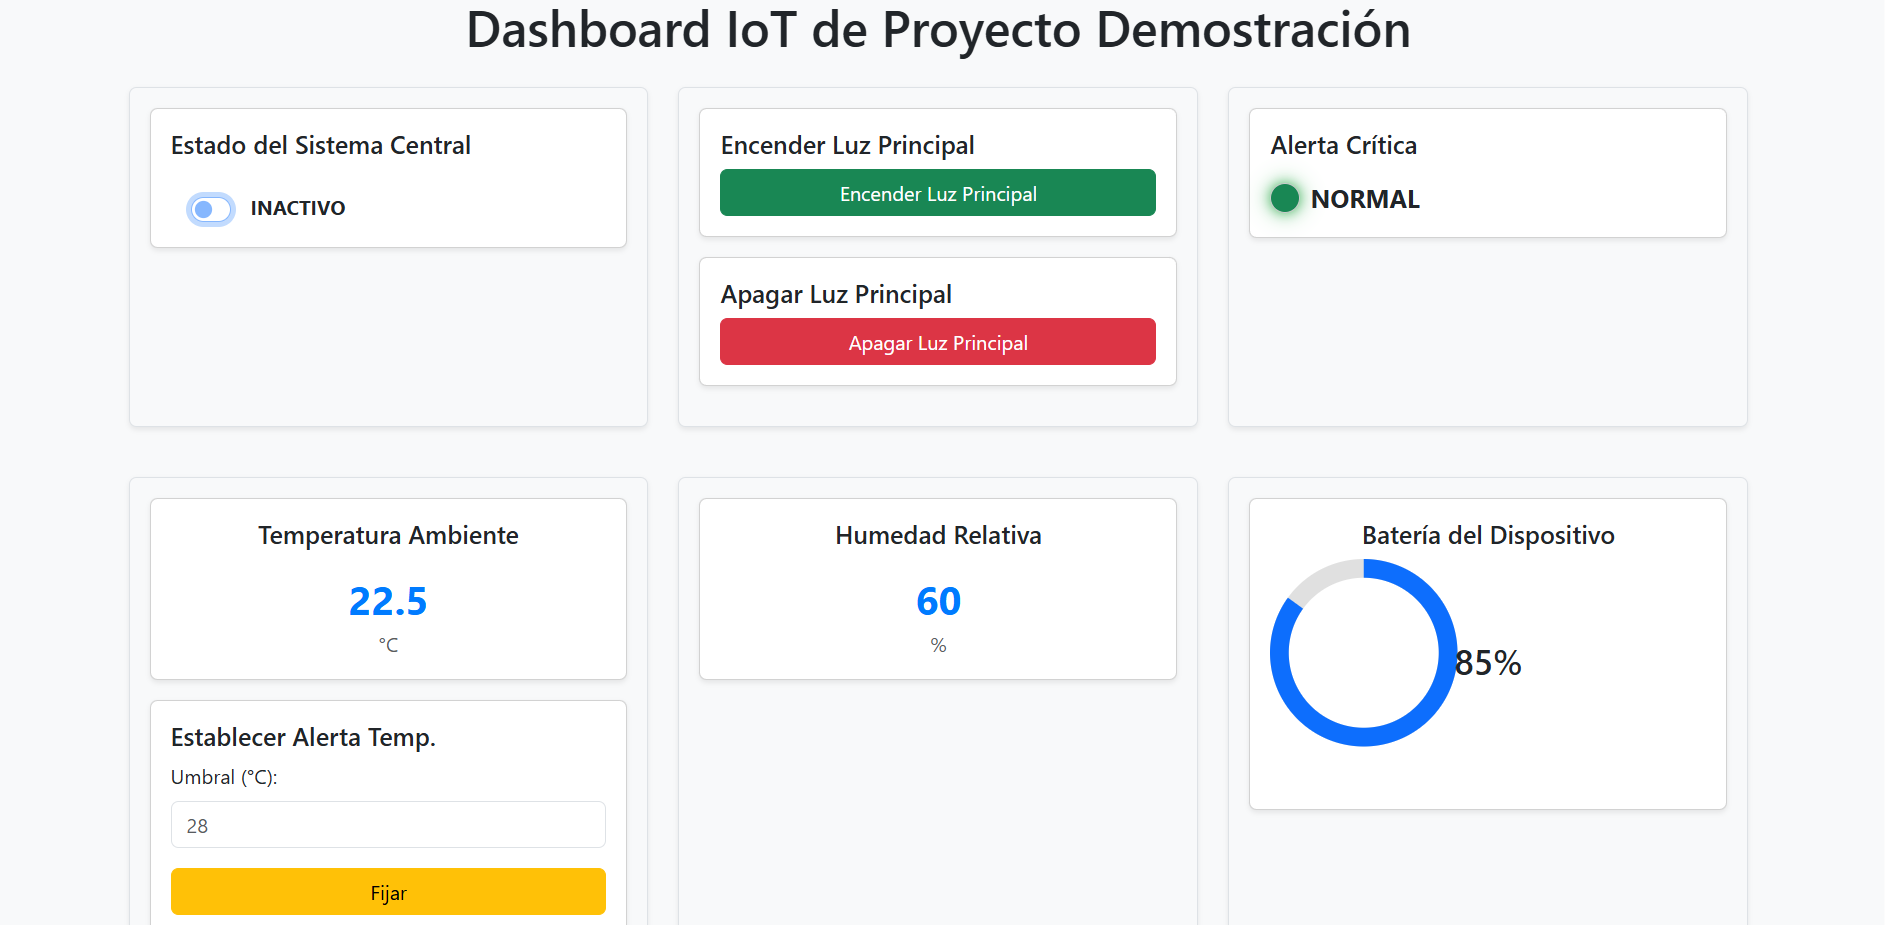 Dashboard IoT de Proyecto Demostración
Estado del Sistema Central
INACTIVO
Encender Luz Principal
Encender Luz Principal
Apagar Luz Principal
Apagar Luz Principal
Alerta Crítica
NORMAL
Temperatura Ambiente
22.5
°C
Establecer Alerta Temp.
Umbral (°C):
28
Fijar
Humedad Relativa
60
%
Batería del Dispositivo
85%